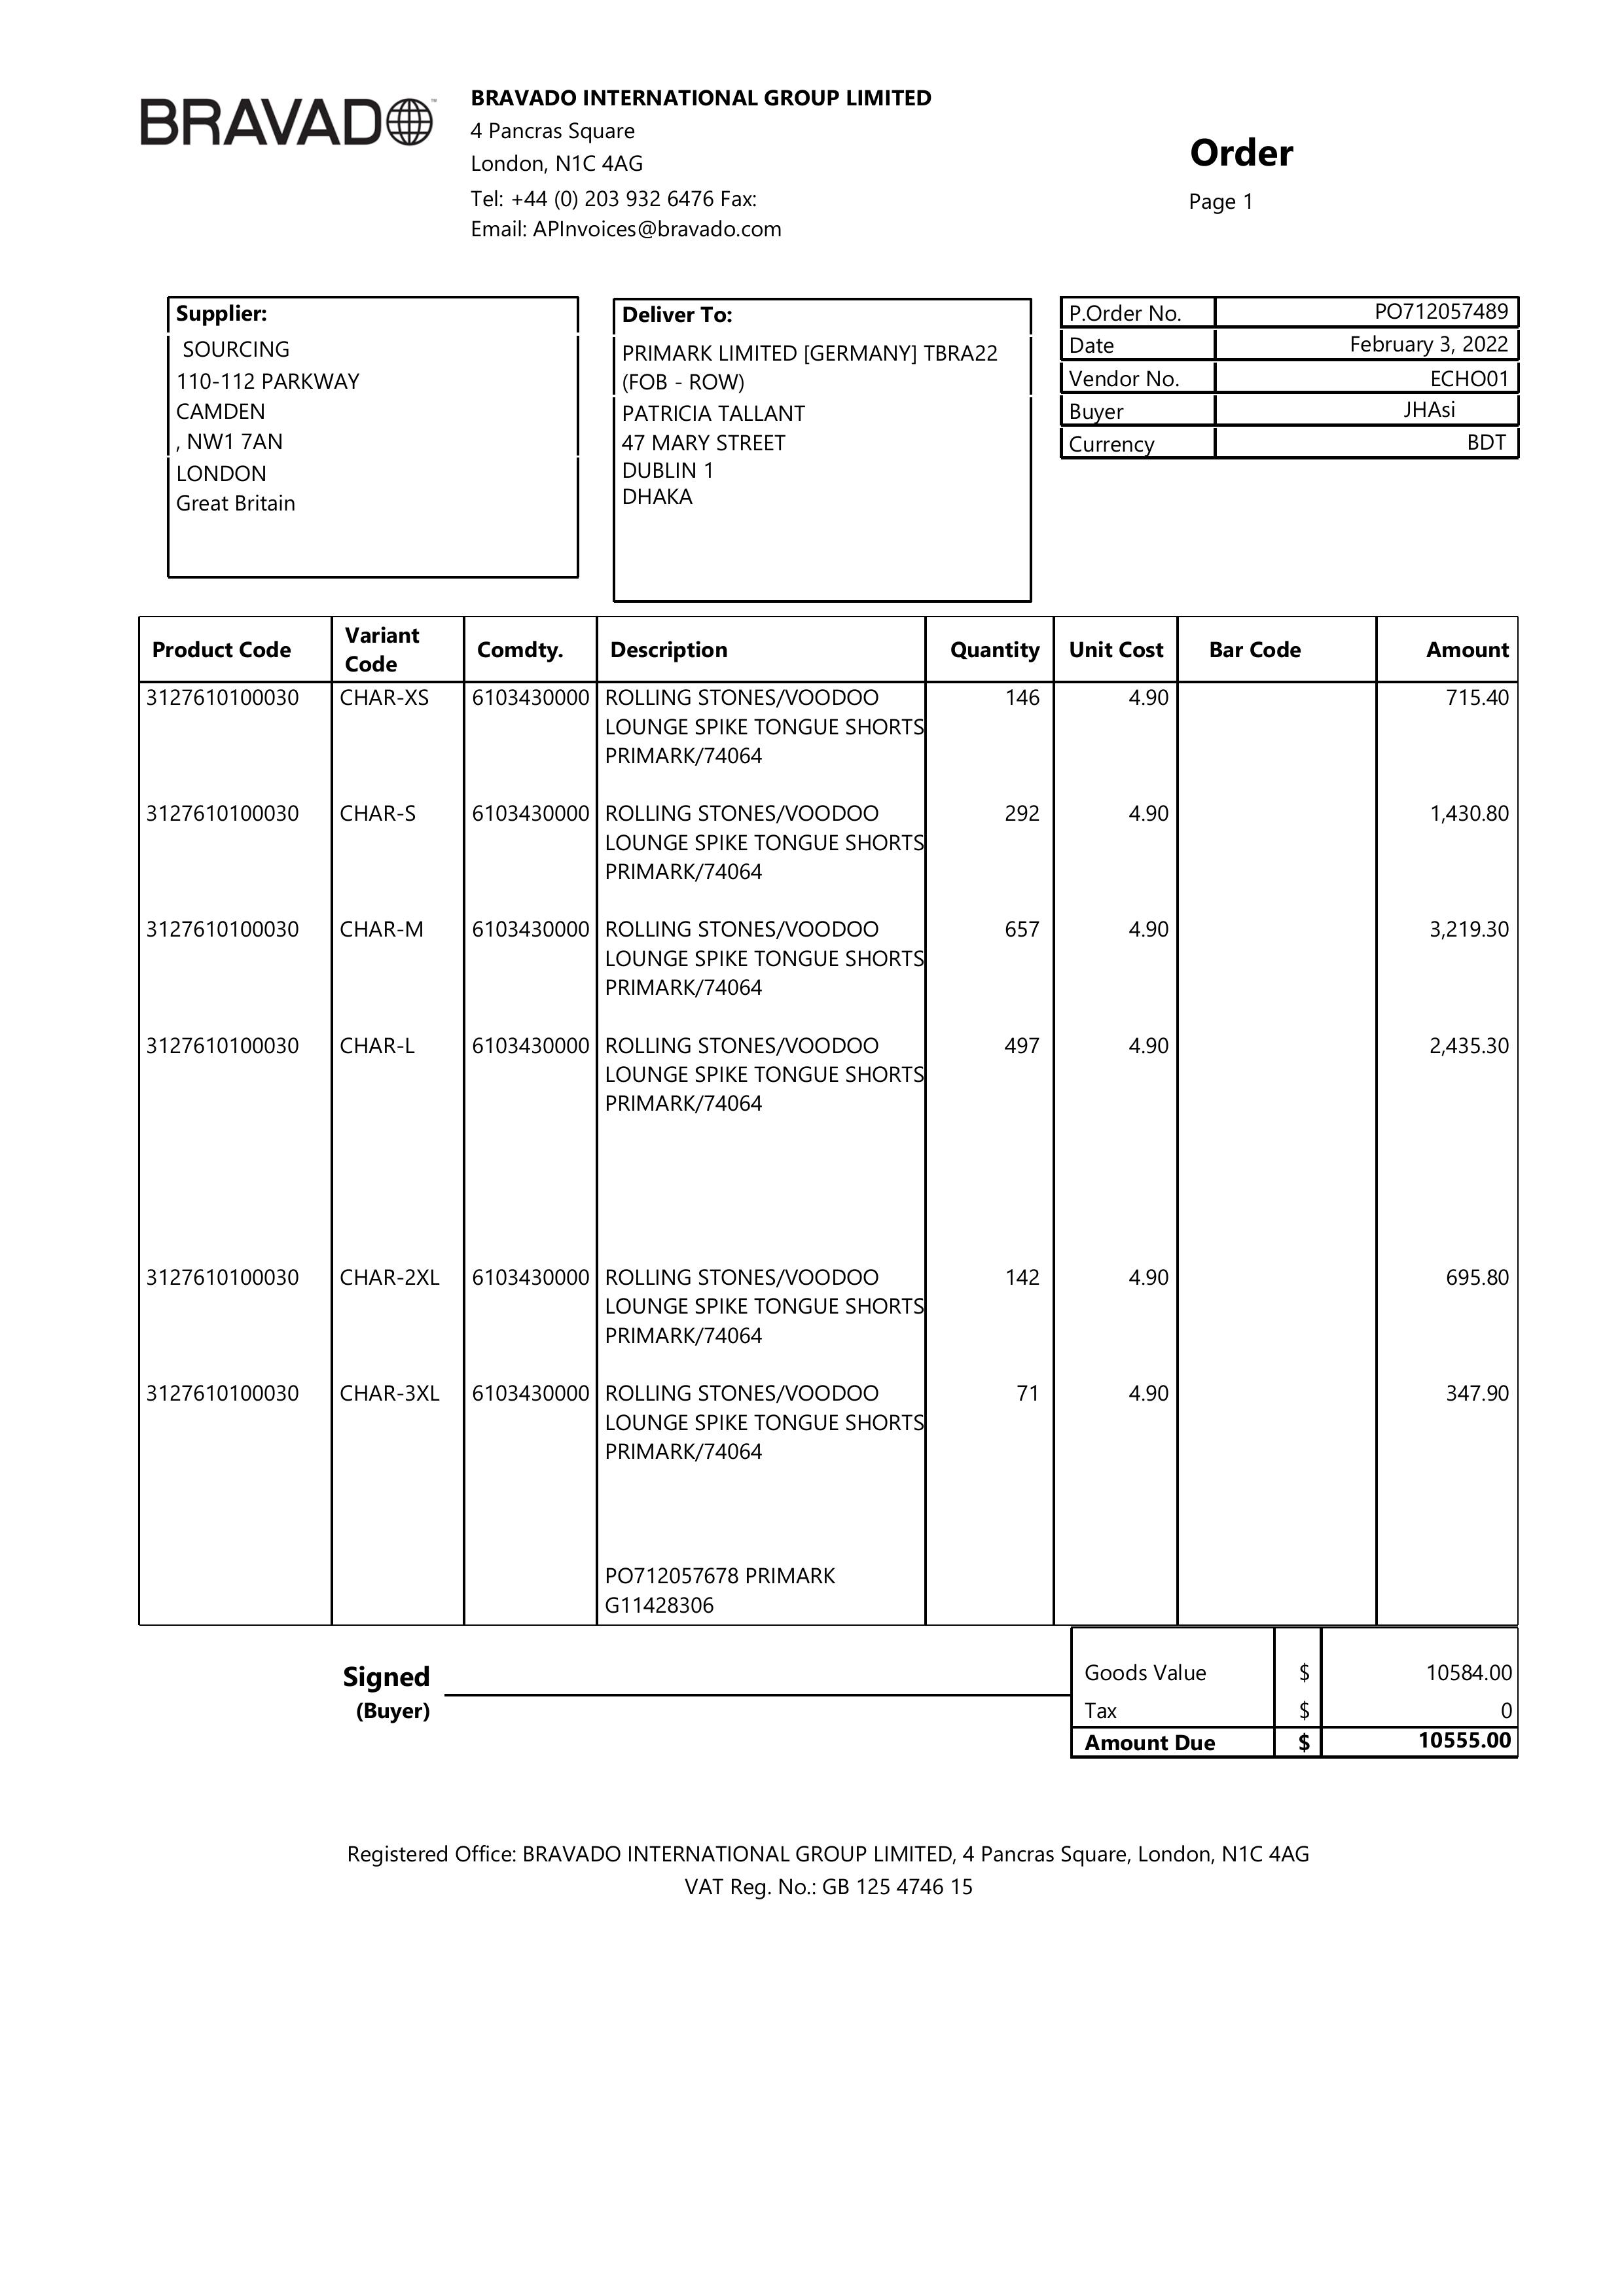 BRAVADO
BRAVADO INTERNATIONAL GROUP LIMITED
4 Pancras Square
London, N1C 4AG
Tel: +44 (0) 203 932 6476 Fax:
Email: APInvoices@bravado.com
Order
Page 1
Supplier:
SOURCING
110-112 PARKWAY
CAMDEN
, NW1 7AN
LONDON
Great Britain
Deliver To:
PRIMARK LIMITED [GERMANY] TBRA22
(FOB - ROW)
PATRICIA TALLANT
47 MARY STREET
DUBLIN 1
DHAKA
P.Order No. PO712057489
Date February 3, 2022
Vendor No. ECHO01
Buyer JHAsi
Currency BDT
Product Code Variant Code Comdty. Description Quantity Unit Cost Bar Code Amount
3127610100030 CHAR-XS 6103430000 ROLLING STONES/VOODOO 146 4.90 715.40
LOUNGE SPIKE TONGUE SHORTS
PRIMARK/74064
3127610100030 CHAR-S 6103430000 ROLLING STONES/VOODOO 292 4.90 1,430.80
LOUNGE SPIKE TONGUE SHORTS
PRIMARK/74064
3127610100030 CHAR-M 6103430000 ROLLING STONES/VOODOO 657 4.90 3,219.30
LOUNGE SPIKE TONGUE SHORTS
PRIMARK/74064
3127610100030 CHAR-L 6103430000 ROLLING STONES/VOODOO 497 4.90 2,435.30
LOUNGE SPIKE TONGUE SHORTS
PRIMARK/74064
3127610100030 CHAR-2XL 6103430000 ROLLING STONES/VOODOO 142 4.90 695.80
LOUNGE SPIKE TONGUE SHORTS
PRIMARK/74064
3127610100030 CHAR-3XL 6103430000 ROLLING STONES/VOODOO 71 4.90 347.90
LOUNGE SPIKE TONGUE SHORTS
PRIMARK/74064
PO712057678 PRIMARK
G11428306
Signed
(Buyer)
Goods Value $ 10584.00
Tax $ 0
Amount Due $ 10555.00
Registered Office: BRAVADO INTERNATIONAL GROUP LIMITED, 4 Pancras Square, London, N1C 4AG
VAT Reg. No.: GB 125 4746 15